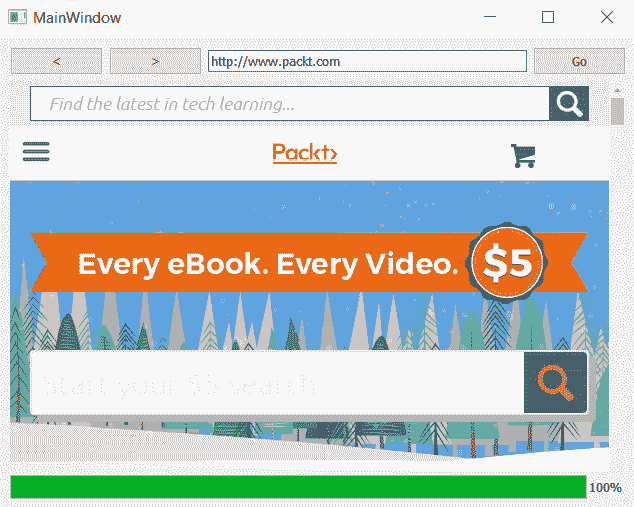 MainWindow
< > http://www.packt.com Go
Find the latest in tech learning...
Packt>
Every eBook. Every Video. $5
Start your $5 search
100%